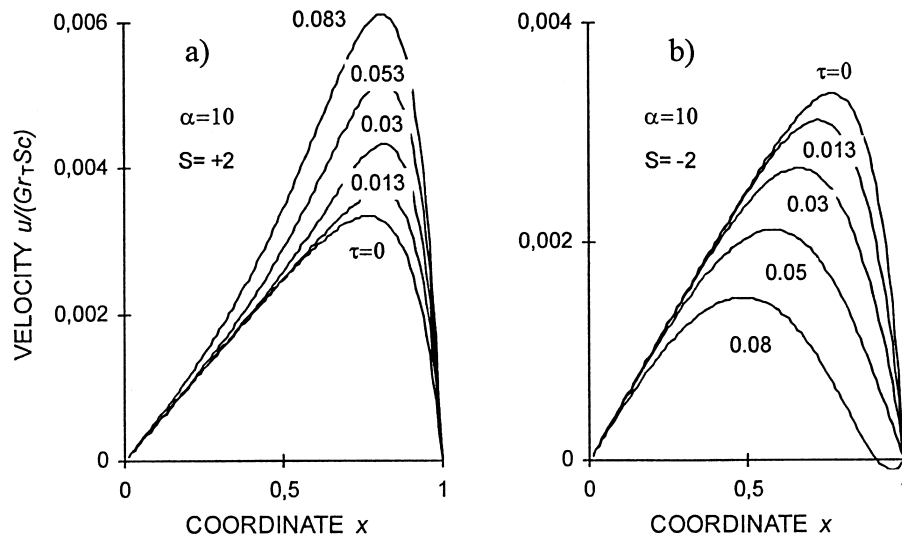 0,006
0.083
a)
0.053
α=10
0.03
S= +2
0,004
0.013
τ=0
0,002
0
0
0,5
1
COORDINATE x
VELOCITY u/(GrTSc)
0,004
b)
τ=0
α=10
0.013
S= -2
0.03
0,002
0.05
0.08
0
0
0,5
COORDINATE x